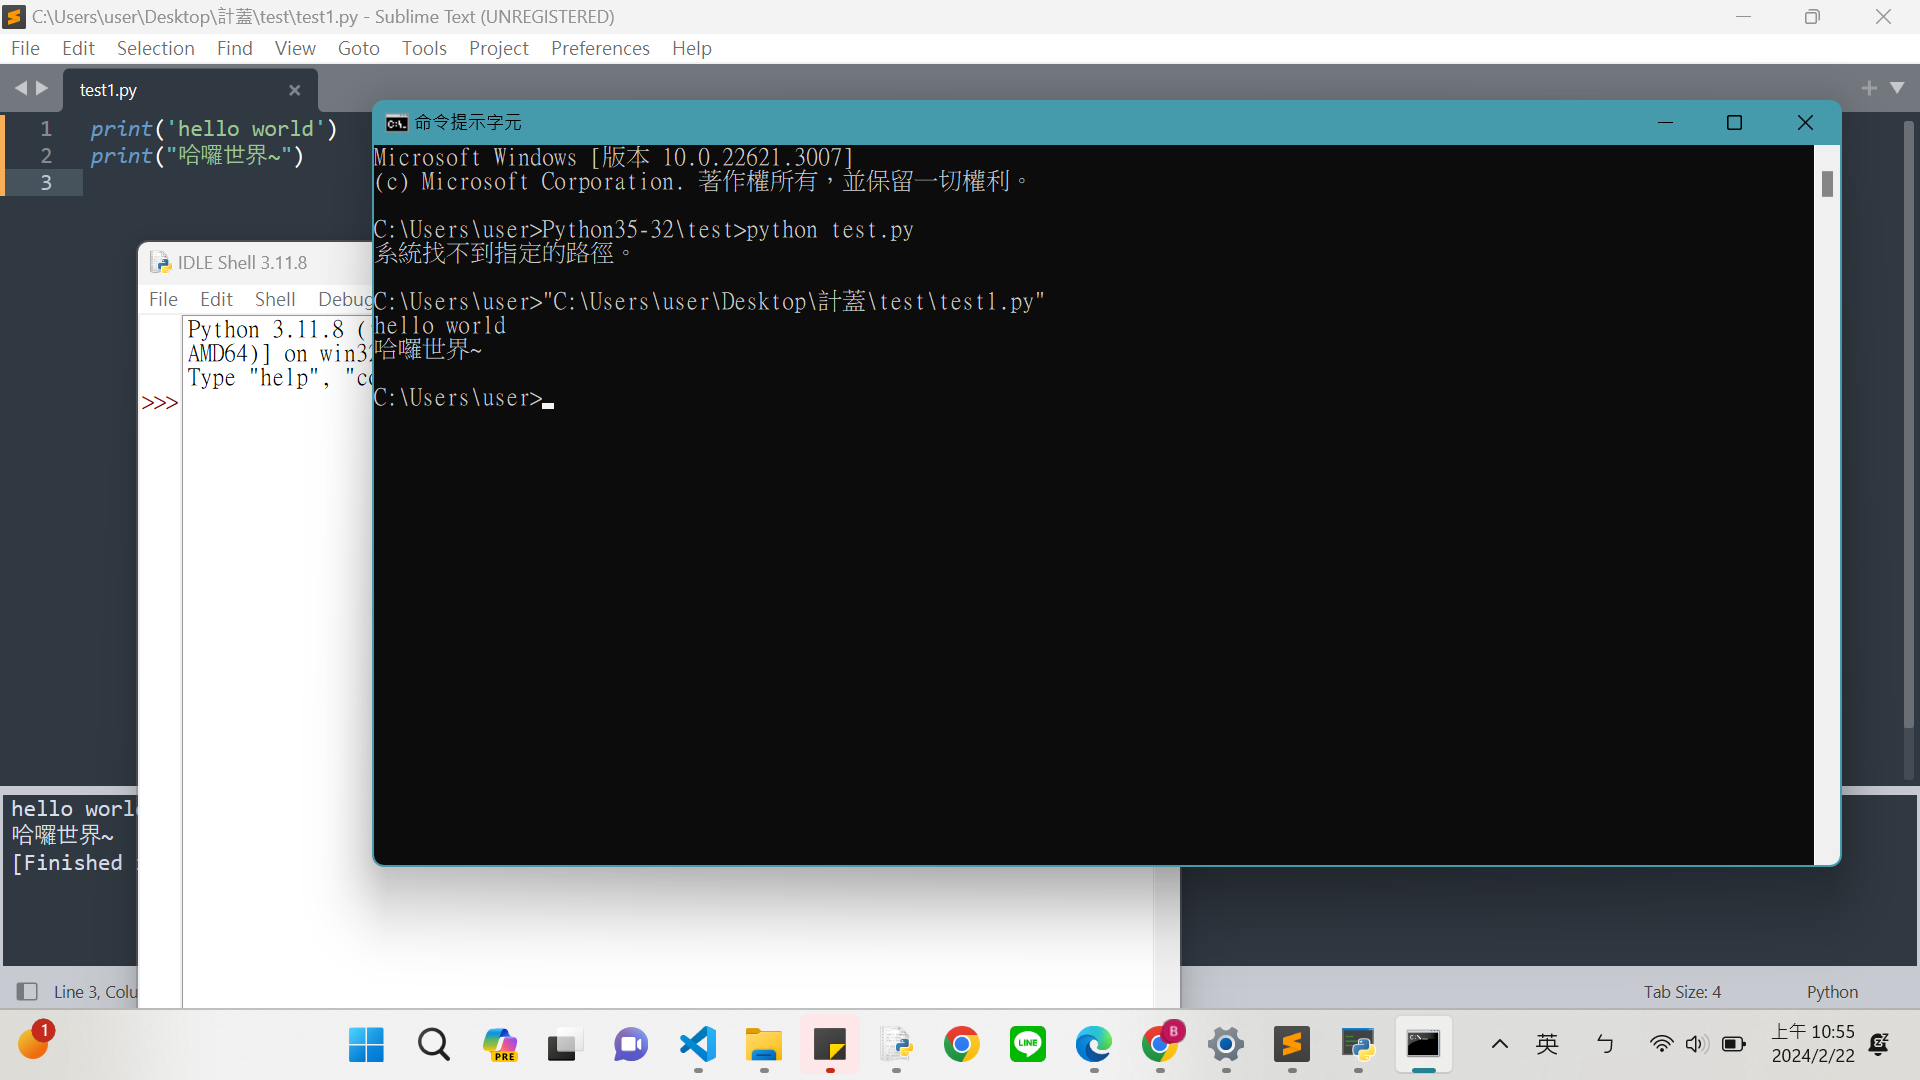 C:\Users\user\Desktop\計蓋\test\test1.py - Sublime Text (UNREGISTERED)
File Edit Selection Find View Goto Tools Project Preferences Help
test1.py
1 print('hello world')
2 print("哈囉世界~")
3
命令提示字元
Microsoft Windows [版本 10.0.22621.3007]
(c) Microsoft Corporation. 著作權所有，並保留一切權利。
C:\Users\user>Python35-32\test>python test.py
系統找不到指定的路徑。
C:\Users\user>"C:\Users\user\Desktop\計蓋\test\test1.py"
hello world
哈囉世界~
C:\Users\user>
IDLE Shell 3.11.8
File Edit Shell Debug
Python 3.11.8 (
AMD64)] on win32
Type "help", "co
>>>
hello world
哈囉世界~
[Finished
Line 3, Colu
Tab Size: 4
Python
1
PRE
LINE
B
英
ㄅ
上午 10:55
2024/2/22